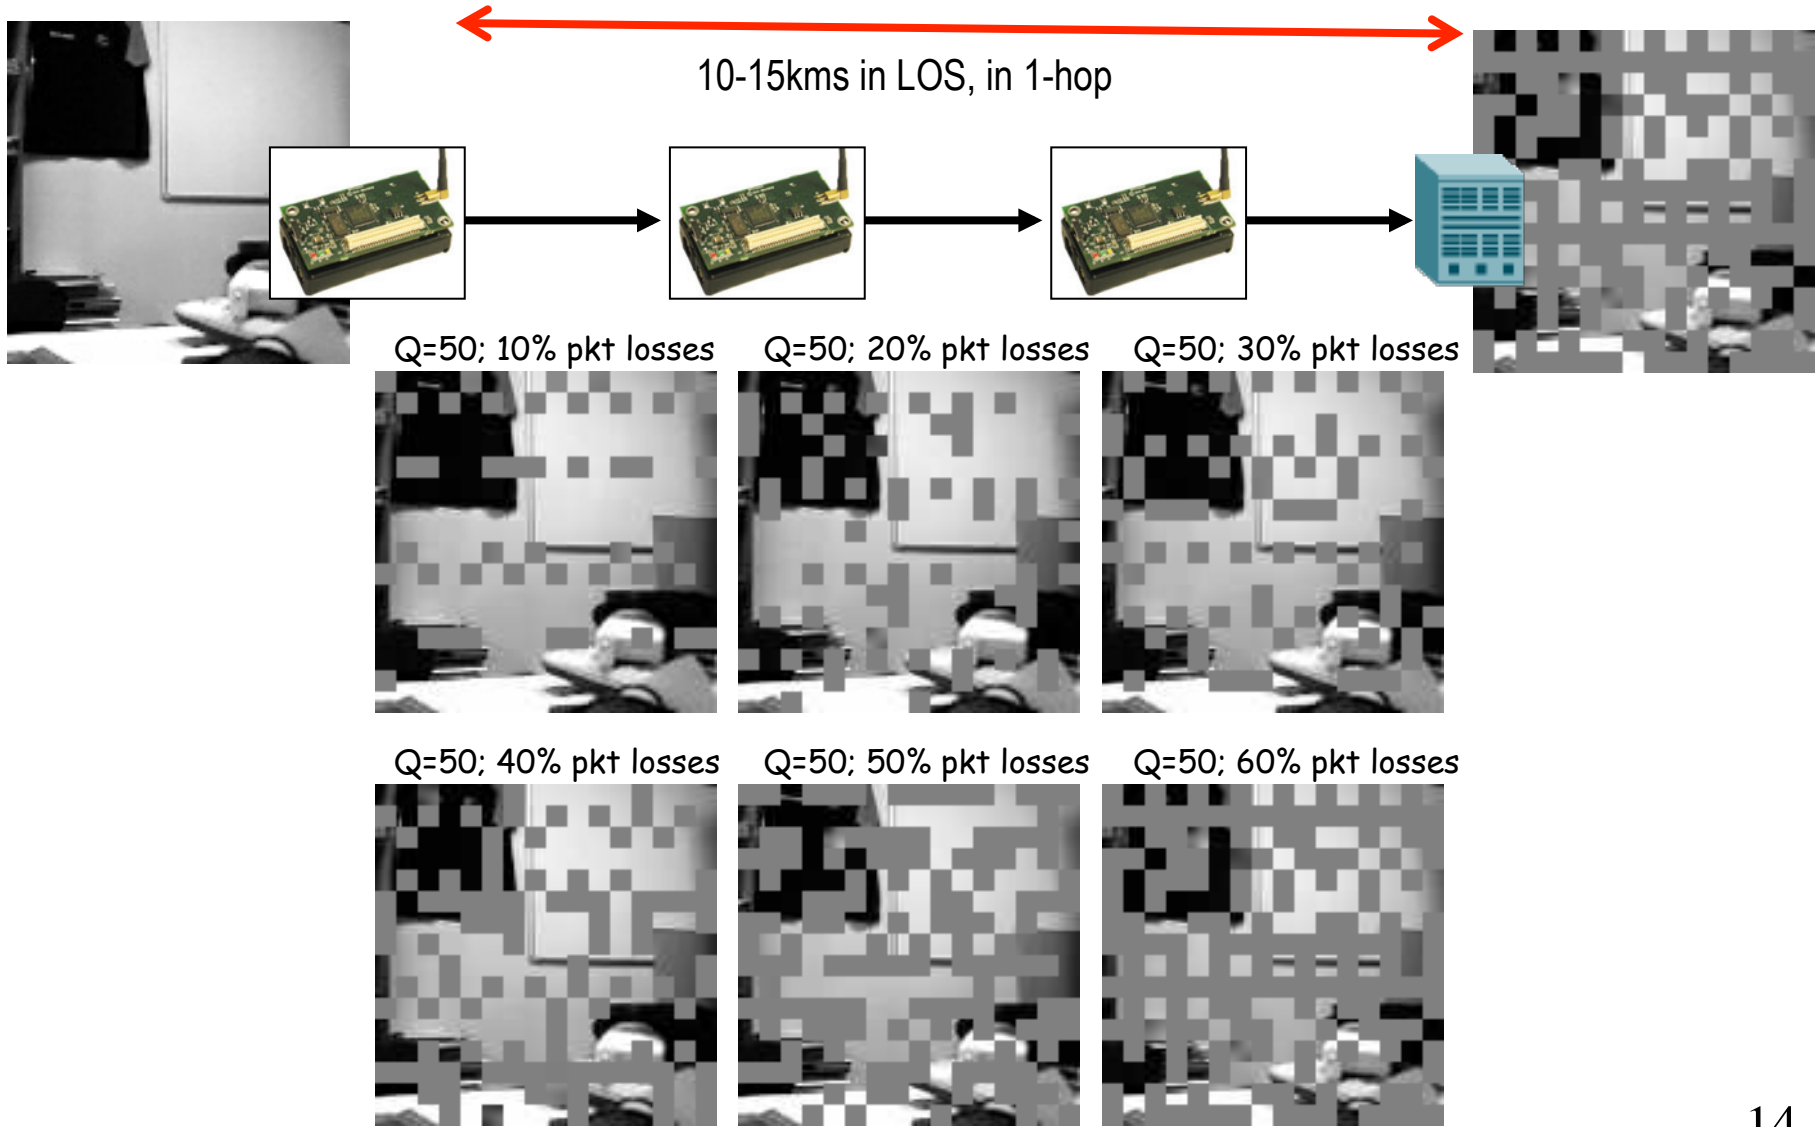 10-15kms in LOS, in 1-hop
Q=50; 10% pkt losses
Q=50; 20% pkt losses
Q=50; 30% pkt losses
Q=50; 40% pkt losses
Q=50; 50% pkt losses
Q=50; 60% pkt losses
14